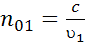 n₀₁ = c / υ₁